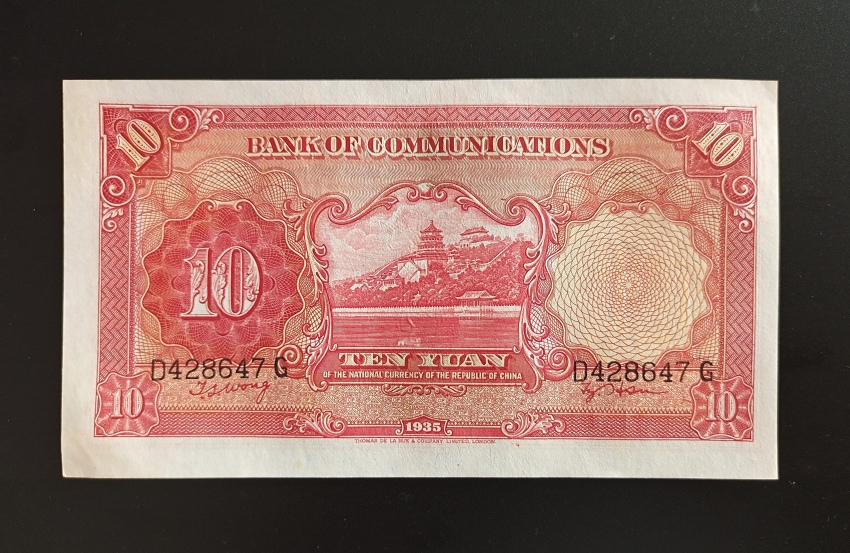 10 10
BANK OF COMMUNICATIONS
10
TEN YUAN
OF THE NATIONAL CURRENCY OF THE REPUBLIC OF CHINA
D428647 G D428647 G
10 10
1935
THOMAS DE LA RUE & COMPANY, LIMITED, LONDON.